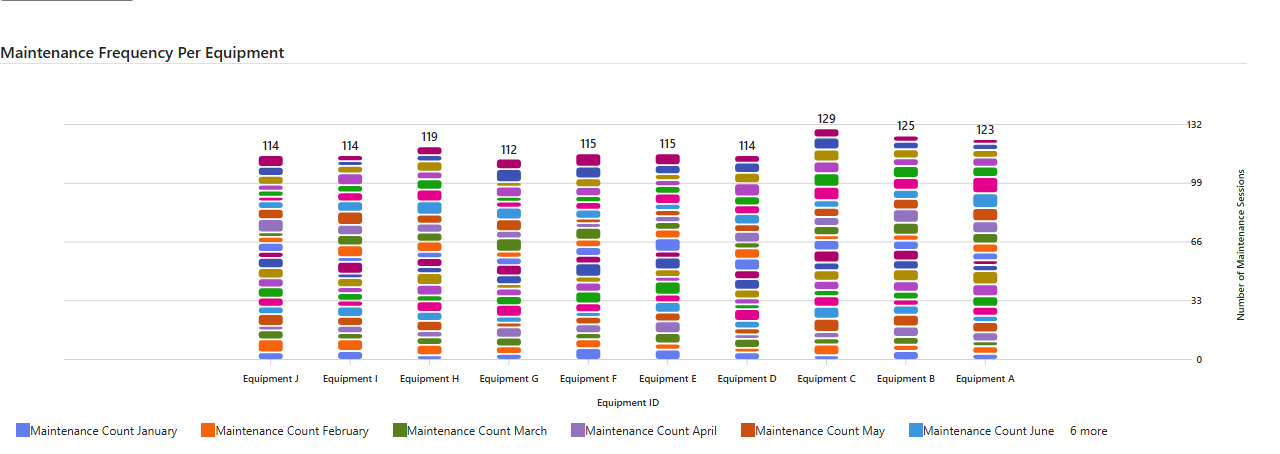 Maintenance Frequency Per Equipment
114 114 119 112 115 115 114 129 125 123
132
99
66
33
0
Number of Maintenance Sessions
Equipment J Equipment I Equipment H Equipment G Equipment F Equipment E Equipment D Equipment C Equipment B Equipment A
Equipment ID
Maintenance Count January Maintenance Count February Maintenance Count March Maintenance Count April Maintenance Count May Maintenance Count June 6 more